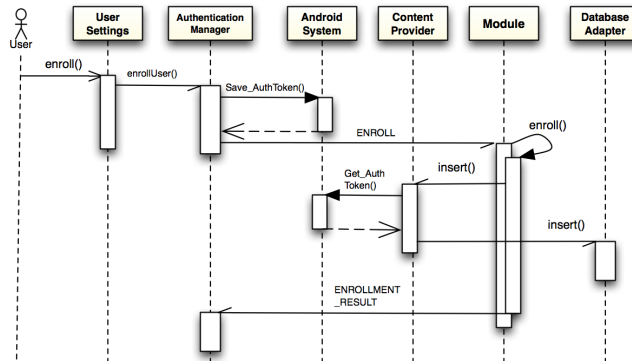 User
Settings
Authentication
Manager
Android
System
Content
Provider
Module
Database
Adapter
User
enroll()
enrollUser()
Save_AuthToken()
ENROLL
enroll()
Get_Auth
Token()
insert()
insert()
ENROLLMENT
_RESULT